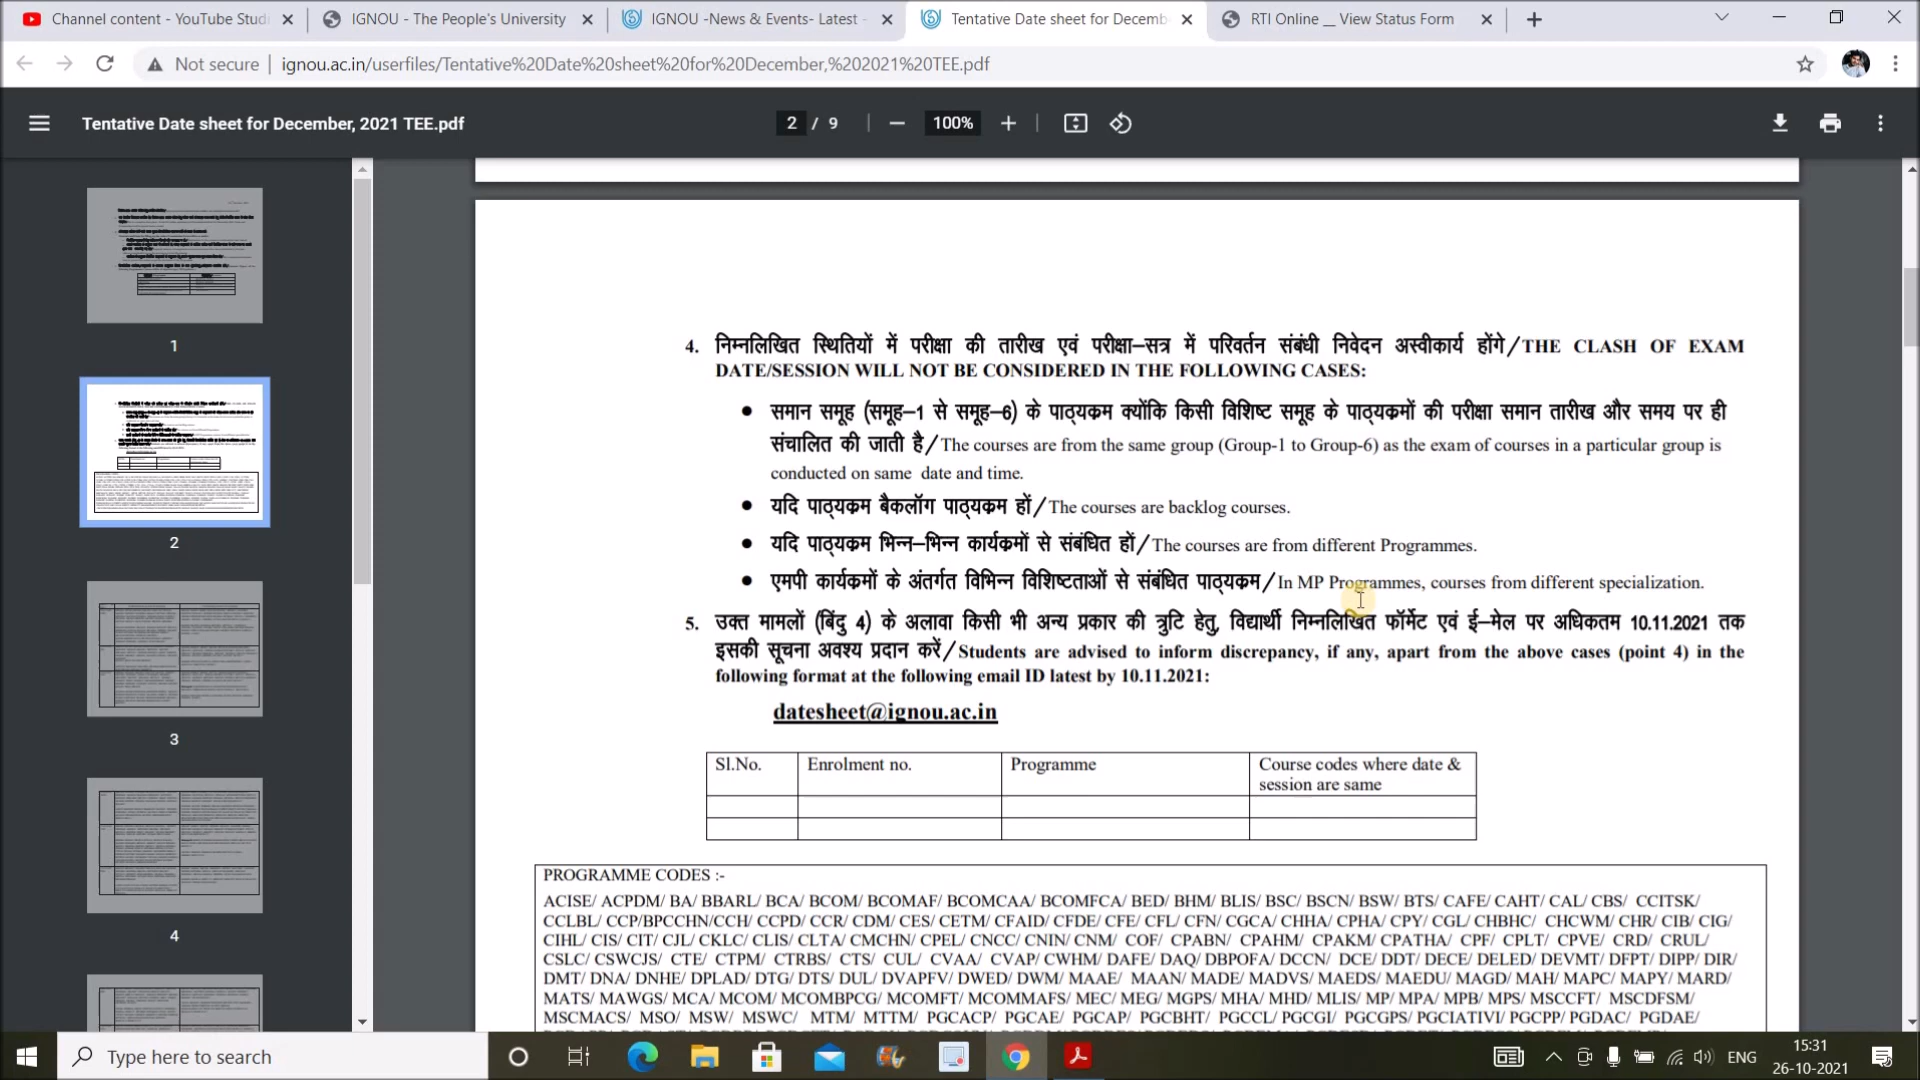 Channel content - YouTube Stud
IGNOU - The People's University
IGNOU -News & Events- Latest -
Tentative Date sheet for Decemb
RTI Online __ View Status Form
Not secure
ignou.ac.in/userfiles/Tentative%20Date%20sheet%20for%20December,%202021%20TEE.pdf
Tentative Date sheet for December, 2021 TEE.pdf
2 / 9
100%
1
2
3
4
4. निम्नलिखित स्थितियों में परीक्षा की तारीख एवं परीक्षा–सत्र में परिवर्तन संबंधी निवेदन अस्वीकार्य होंगे/THE CLASH OF EXAM
DATE/SESSION WILL NOT BE CONSIDERED IN THE FOLLOWING CASES:
• समान समूह (समूह–1 से समूह–6) के पाठ्यक्रम क्योंकि किसी विशिष्ट समूह के पाठ्यक्रमों की परीक्षा समान तारीख और समय पर ही
संचालित की जाती है/The courses are from the same group (Group-1 to Group-6) as the exam of courses in a particular group is
conducted on same date and time.
• यदि पाठ्यक्रम बैकलॉग पाठ्यक्रम हों/The courses are backlog courses.
• यदि पाठ्यक्रम भिन्न–भिन्न कार्यक्रमों से संबंधित हों/The courses are from different Programmes.
• एमपी कार्यक्रमों के अंतर्गत विभिन्न विशिष्टताओं से संबंधित पाठ्यक्रम/In MP Programmes, courses from different specialization.
5. उक्त मामलों (बिंदु 4) के अलावा किसी भी अन्य प्रकार की त्रुटि हेतु, विद्यार्थी निम्नलिखित फॉर्मेट एवं ई–मेल पर अधिकतम 10.11.2021 तक
इसकी सूचना अवश्य प्रदान करें/Students are advised to inform discrepancy, if any, apart from the above cases (point 4) in the
following format at the following email ID latest by 10.11.2021:
datesheet@ignou.ac.in
Sl.No. Enrolment no. Programme Course codes where date &
session are same
PROGRAMME CODES :-
ACISE/ ACPDM/ BA/ BBARL/ BCA/ BCOM/ BCOMAF/ BCOMCAA/ BCOMFCA/ BED/ BHM/ BLIS/ BSC/ BSCN/ BSW/ BTS/ CAFE/ CAHT/ CAL/ CBS/ CCITSK/
CCLBL/ CCP/BPCCHN/CCH/ CCPD/ CCR/ CDM/ CES/ CETM/ CFAID/ CFDE/ CFE/ CFL/ CFN/ CGCA/ CHHA/ CPHA/ CPY/ CGL/ CHBHC/ CHCWM/ CHR/ CIB/ CIG/
CIHL/ CIS/ CIT/ CJL/ CKLC/ CLIS/ CLTA/ CMCHN/ CPEL/ CNCC/ CNIN/ CNM/ COF/ CPABN/ CPAHM/ CPAKM/ CPATHA/ CPF/ CPLT/ CPVE/ CRD/ CRUL/
CSLC/ CSWCJS/ CTE/ CTPM/ CTRBS/ CTS/ CUL/ CVAA/ CVAP/ CWHM/ DAFE/ DAQ/ DBPOFA/ DCCN/ DCE/ DDT/ DECE/ DELED/ DEVMT/ DFPT/ DIPP/ DIR/
DMT/ DNA/ DNHE/ DPLAD/ DTG/ DTS/ DUL/ DVAPFV/ DWED/ DWM/ MAAE/ MAAN/ MADE/ MADVS/ MAEDS/ MAEDU/ MAGD/ MAH/ MAPC/ MAPY/ MARD/
MATS/ MAWGS/ MCA/ MCOM/ MCOMBPCG/ MCOMFT/ MCOMMAFS/ MEC/ MEG/ MGPS/ MHA/ MHD/ MLIS/ MP/ MPA/ MPB/ MPS/ MSCCFT/ MSCDFSM/
MSCMACS/ MSO/ MSW/ MSWC/ MTM/ MTTM/ PGCACP/ PGCAE/ PGCAP/ PGCBHT/ PGCCL/ PGCGI/ PGCGPS/ PGCIATIVI/ PGCPP/ PGDAC/ PGDAE/
Type here to search
ENG
15:31
26-10-2021